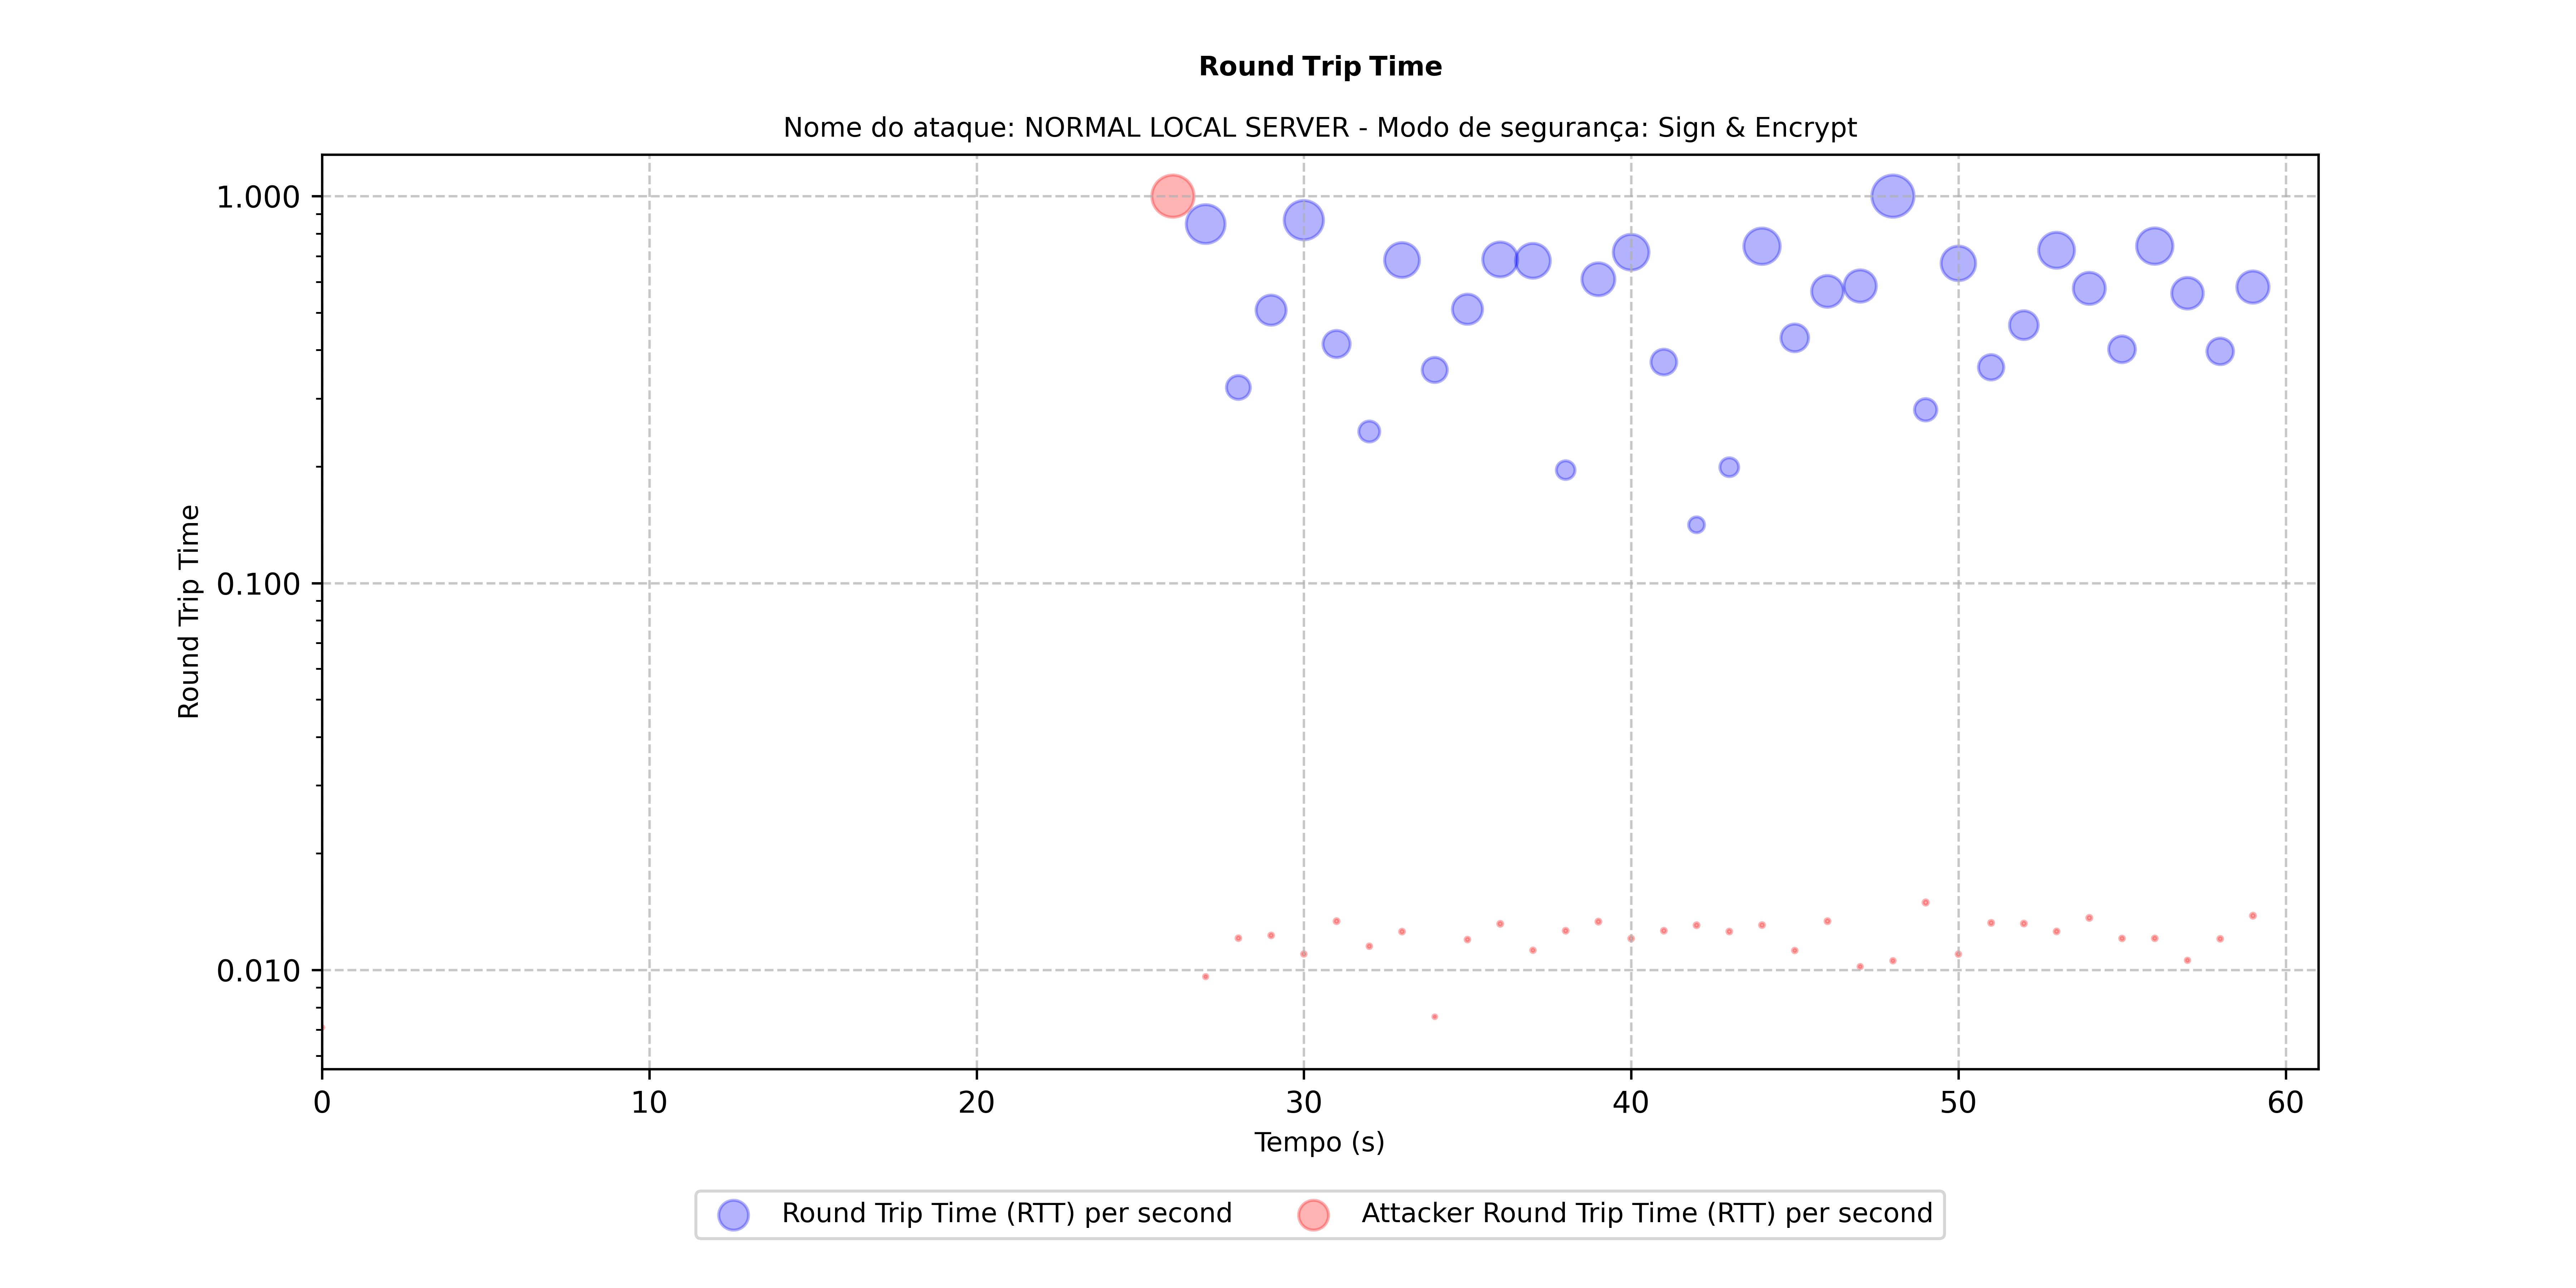 Round Trip Time
Nome do ataque: NORMAL LOCAL SERVER - Modo de segurança: Sign & Encrypt
1.000
0.100
0.010
Round Trip Time
0 10 20 30 40 50 60
Tempo (s)
Round Trip Time (RTT) per second Attacker Round Trip Time (RTT) per second